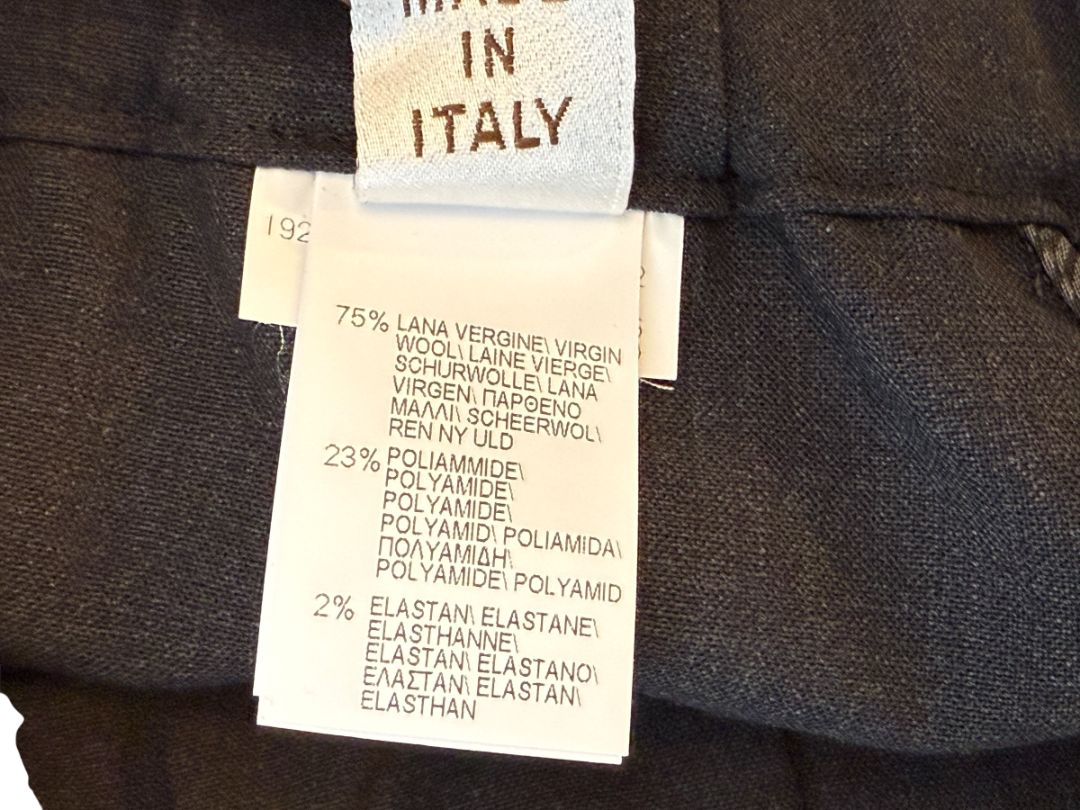 IN
ITALY
192
75% LANA VERGINE\ VIRGIN
WOOL\ LAINE VIERGE\
SCHURWOLLE\ LANA
VIRGEN\ ΠΑΡΘΕΝΟ
ΜΑΛΛΙ\ SCHEERWOL\
REN NY ULD
23% POLIAMMIDE\
POLYAMIDE\
POLYAMIDE\
POLYAMID\ POLIAMIDA\
ΠΟΛΥΑΜΙΔΗ\
POLYAMIDE\ POLYAMID
2% ELASTAN\ ELASTANE\
ELASTHANNE\
ELASTAN\ ELASTANO\
ΕΛΑΣΤΑΝ\ ELASTAN\
ELASTHAN